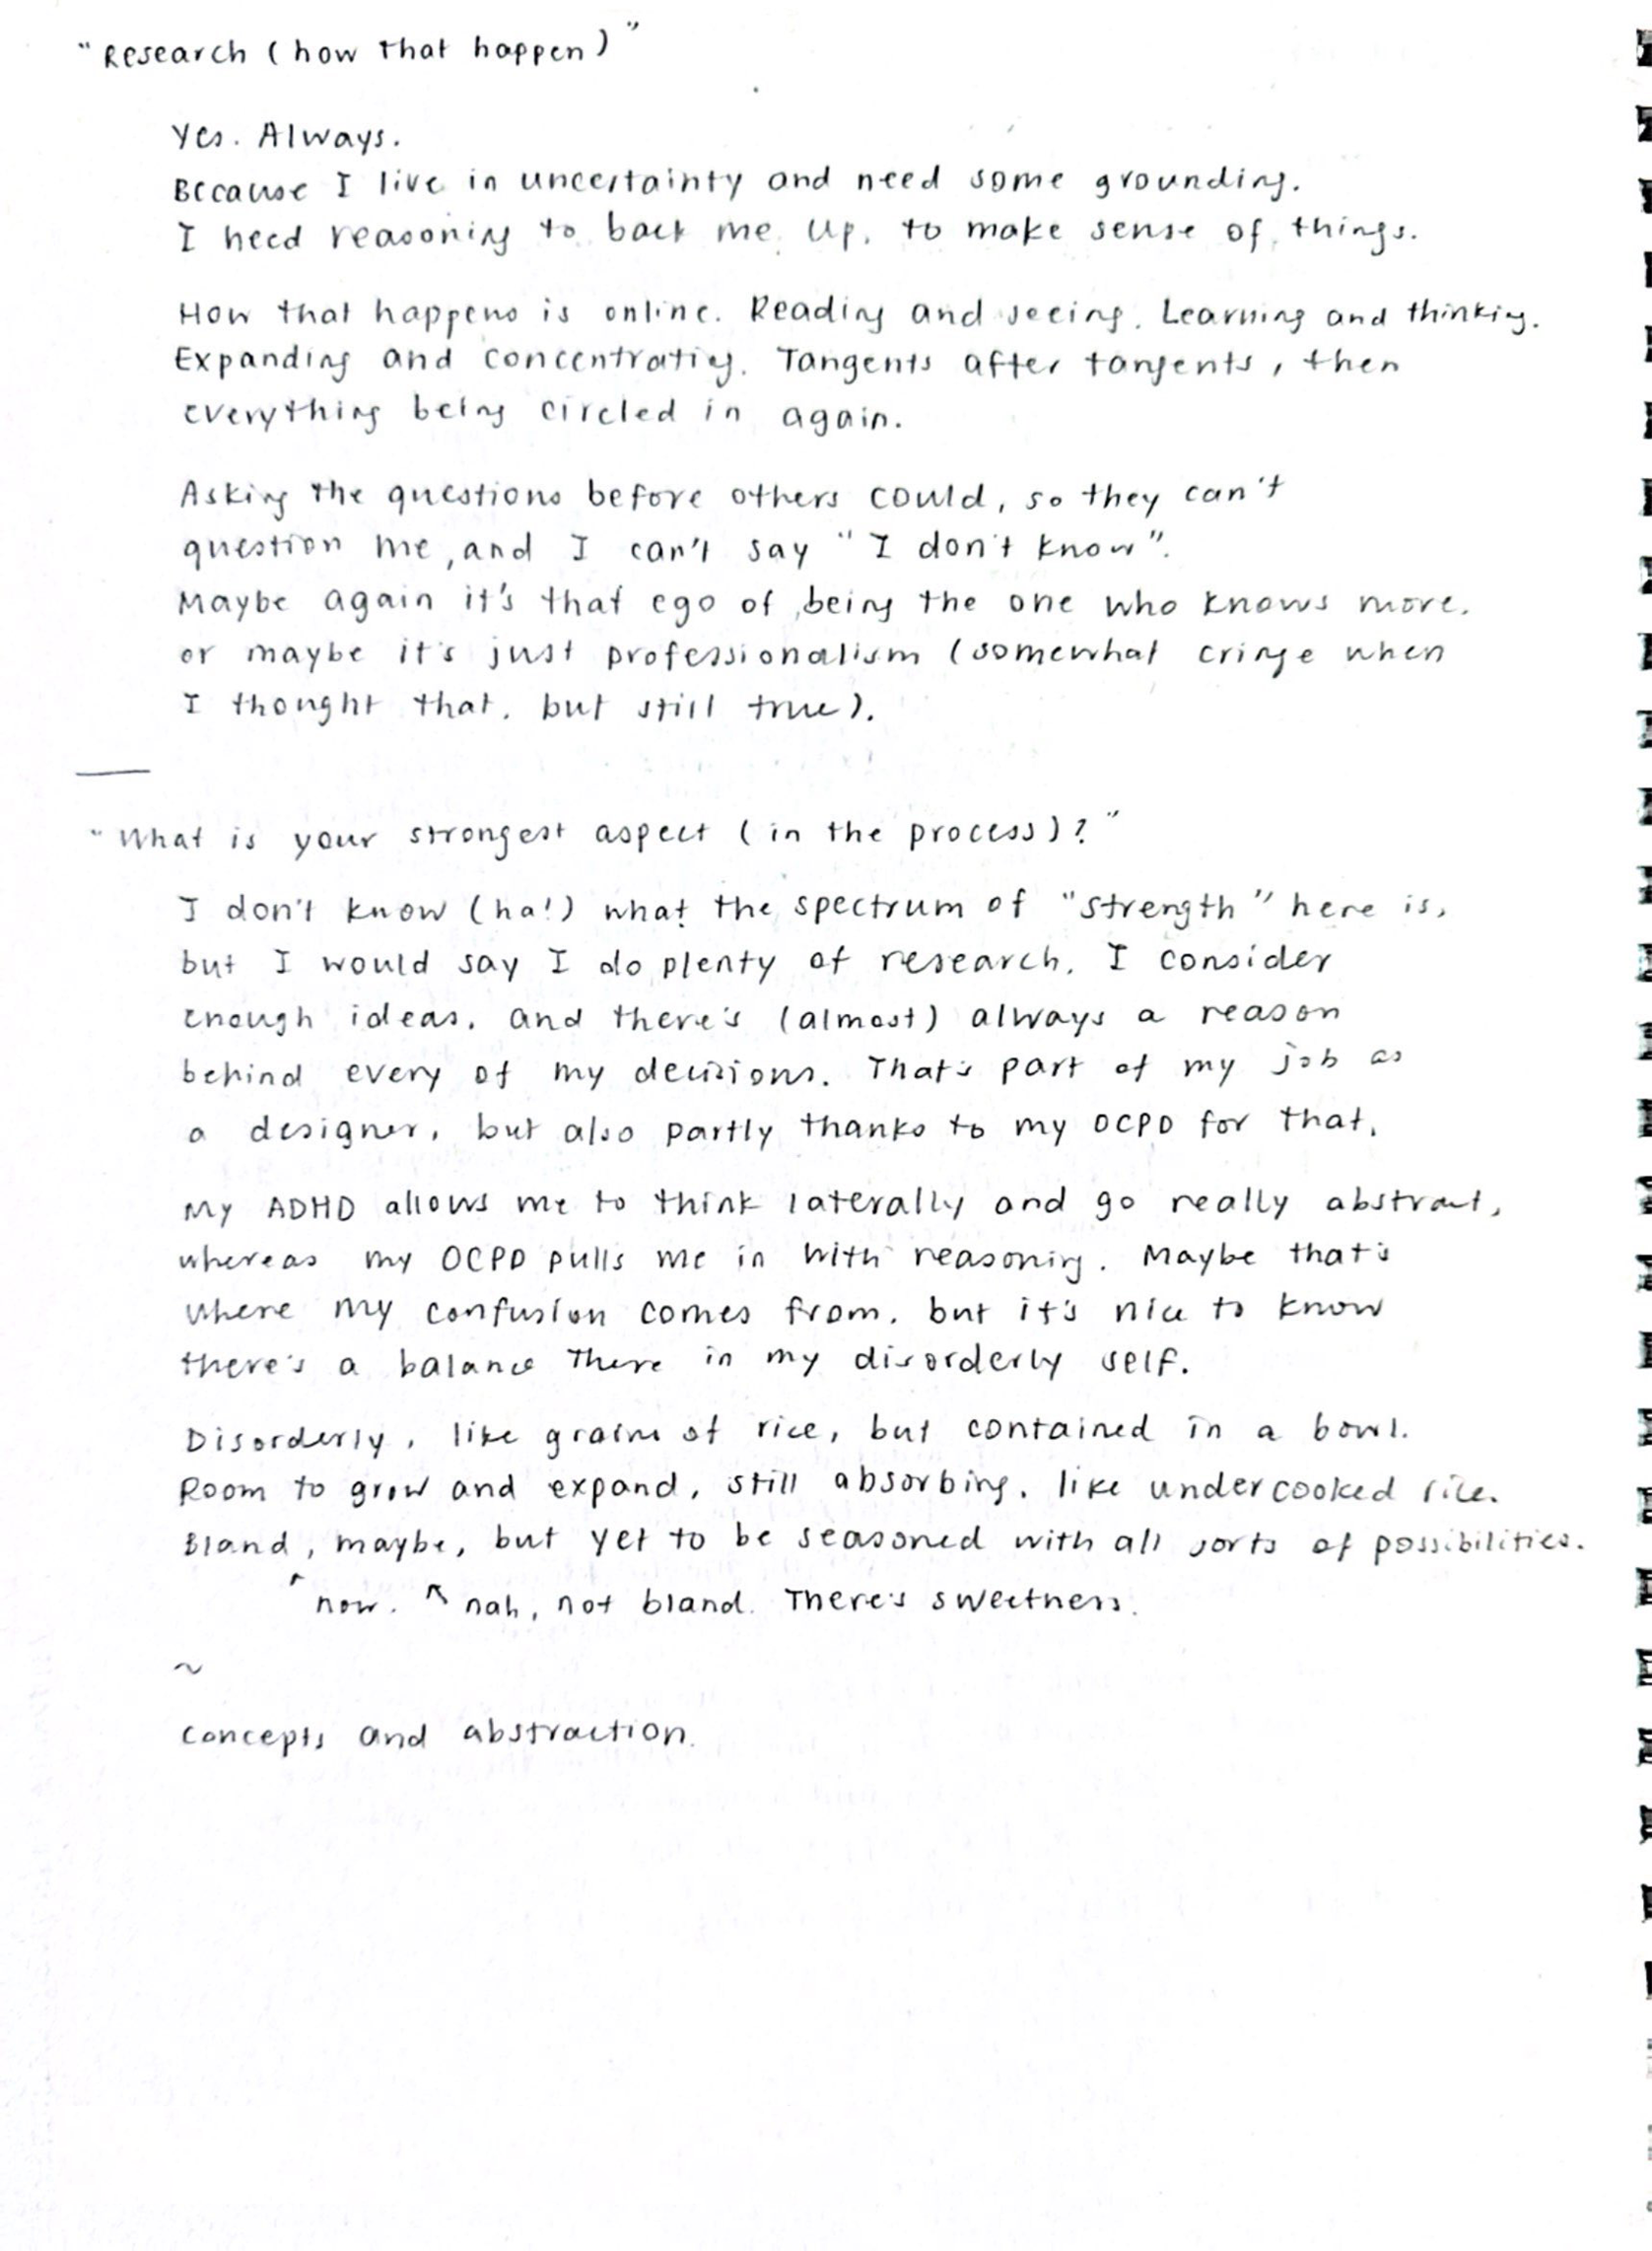 "Research (how that happen)"
Yes. Always.
Because I live in uncertainty and need some grounding.
I need reasoning to back me up, to make sense of things.
How that happens is online. Reading and seeing. Learning and thinking.
Expanding and concentrating. Tangents after tangents, then
everything being circled in again.
Asking the questions before others could, so they can't
question me, and I can't say "I don't know".
Maybe again it's that ego of being the one who knows more.
or maybe it's just professionalism (somewhat cringe when
I thought that, but still true).
"What is your strongest aspect (in the process)?"
I don't know (ha!) what the spectrum of "strength" here is,
but I would say I do plenty of research. I consider
enough ideas. and there's (almost) always a reason
behind every of my decisions. That's part of my job as
a designer, but also partly thanks to my OCPD for that.
My ADHD allows me to think laterally and go really abstract,
whereas my OCPD pulls me in with reasoning. Maybe that's
where my confusion comes from, but it's nice to know
there's a balance there in my disorderly self.
Disorderly, like grains of rice, but contained in a bowl.
Room to grow and expand, still absorbing, like undercooked rice.
Bland, maybe, but yet to be seasoned with all sorts of possibilities.
now. nah, not bland. There's sweetness.
~
concepts and abstraction.